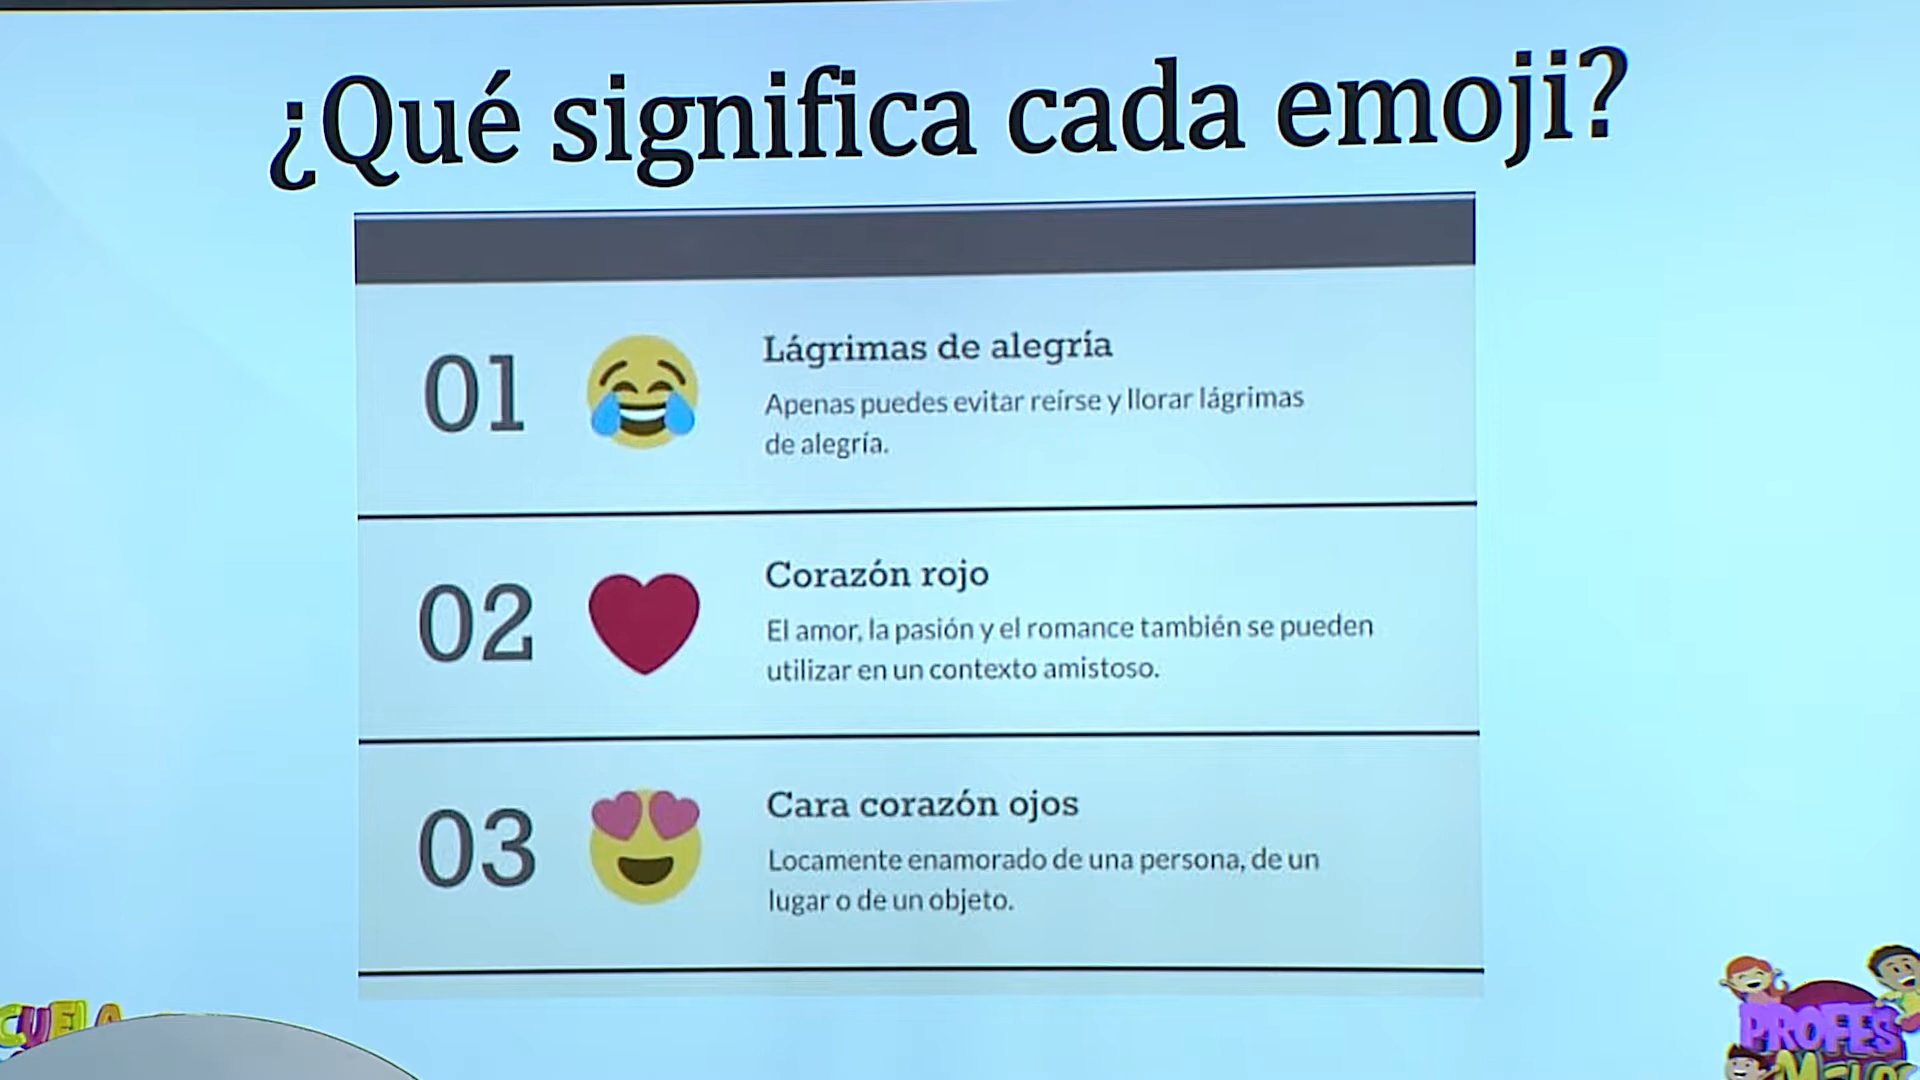 ¿Qué significa cada emoji?
01
Lágrimas de alegría
Apenas puedes evitar reírse y llorar lágrimas
de alegría.
02
Corazón rojo
El amor, la pasión y el romance también se pueden
utilizar en un contexto amistoso.
03
Cara corazón ojos
Locamente enamorado de una persona, de un
lugar o de un objeto.
PROFES